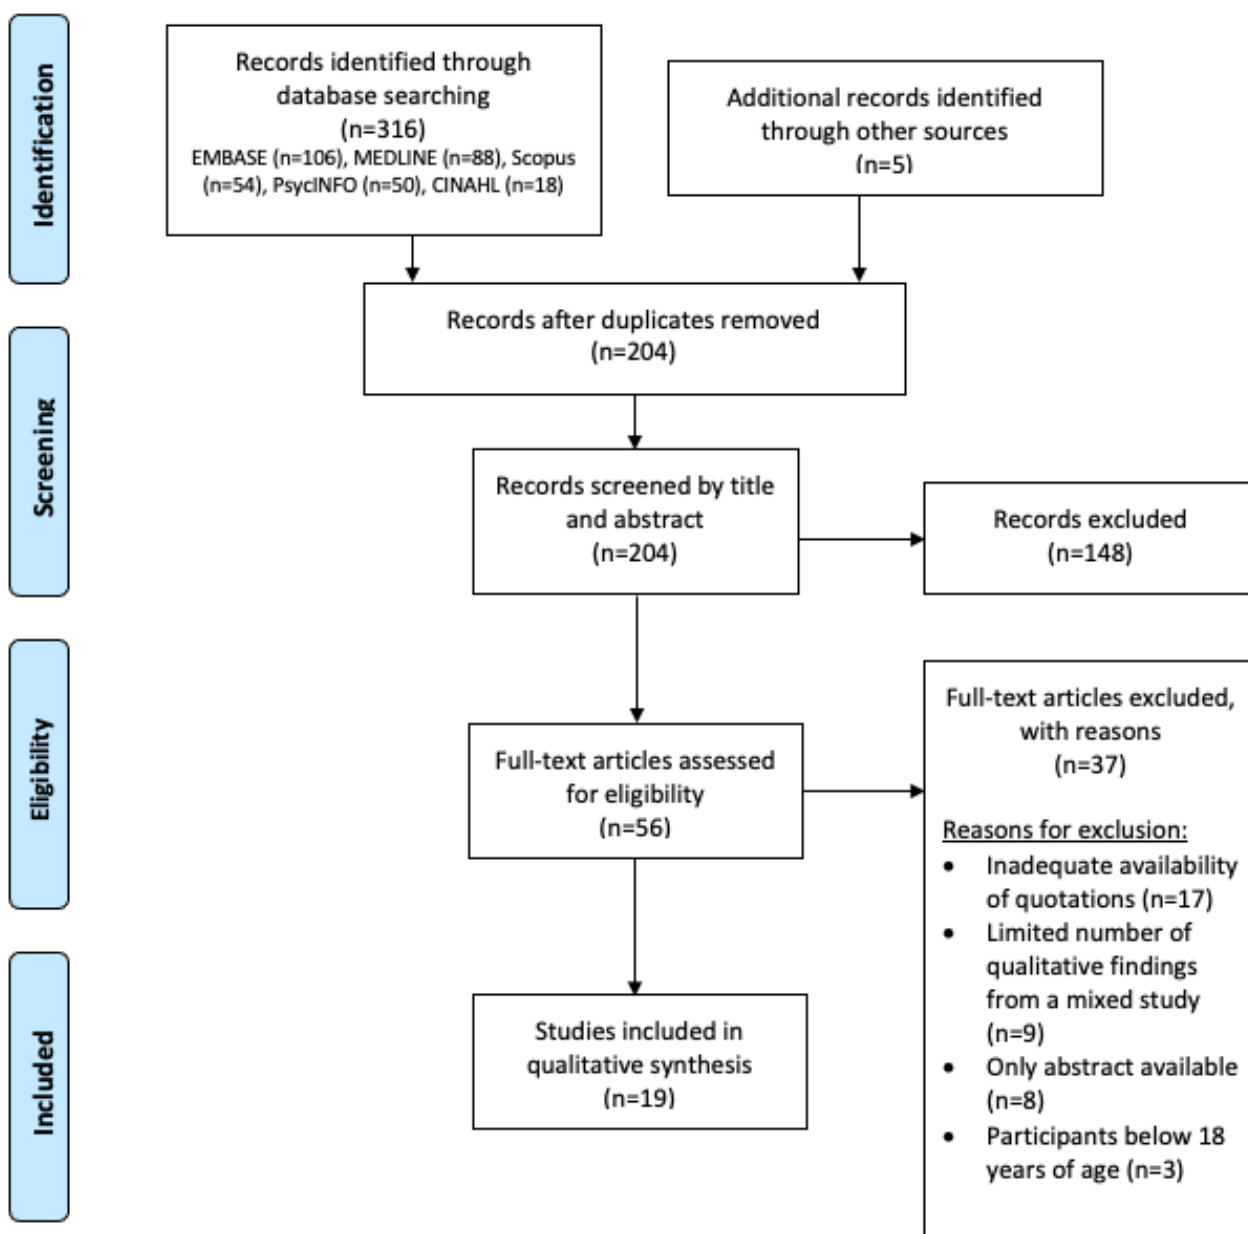 Identification
Records identified through
database searching
(n=316)
EMBASE (n=106), MEDLINE (n=88), Scopus
(n=54), PsycINFO (n=50), CINAHL (n=18)
Additional records identified
through other sources
(n=5)
Records after duplicates removed
(n=204)
Screening
Records screened by title
and abstract
(n=204)
Records excluded
(n=148)
Eligibility
Full-text articles assessed
for eligibility
(n=56)
Full-text articles excluded,
with reasons
(n=37)
Reasons for exclusion:
• Inadequate availability
of quotations (n=17)
• Limited number of
qualitative findings
from a mixed study
(n=9)
• Only abstract available
(n=8)
• Participants below 18
years of age (n=3)
Included
Studies included in
qualitative synthesis
(n=19)